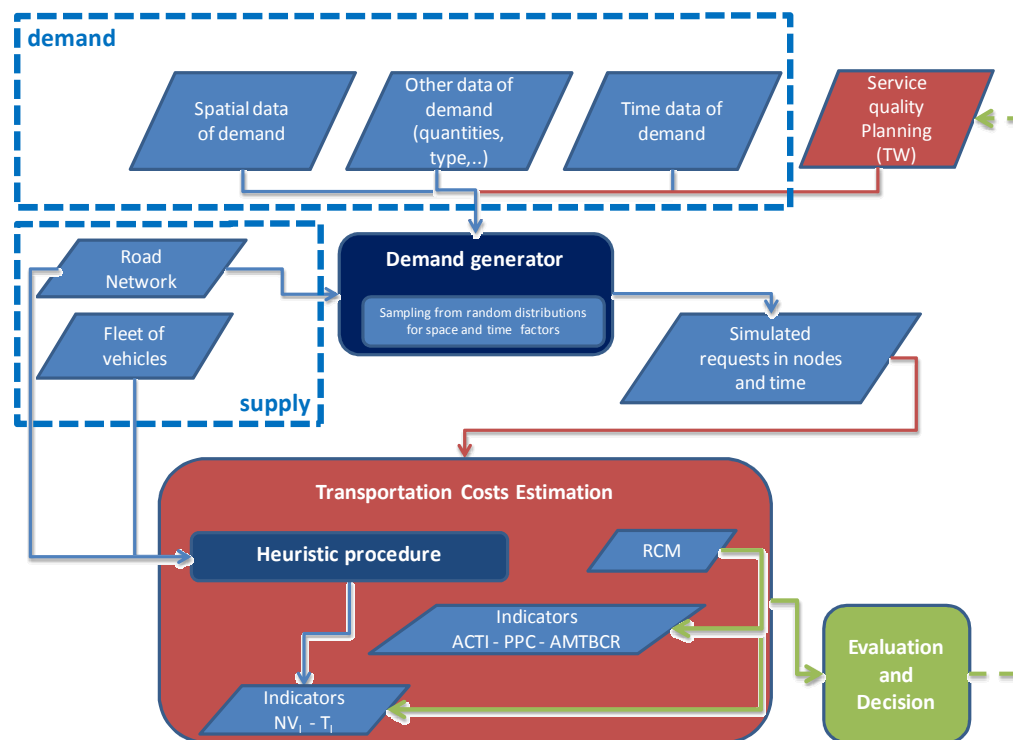 demand
Spatial data
of demand
Other data of
demand
(quantities,
type,..)
Time data of
demand
Service
quality
Planning
(TW)
Road
Network
Fleet of
vehicles
supply
Demand generator
Sampling from random distributions
for space and time factors
Simulated
requests in nodes
and time
Transportation Costs Estimation
Heuristic procedure
RCM
Indicators
ACTI - PPC - AMTBCR
Indicators
NVI - TI
Evaluation
and
Decision